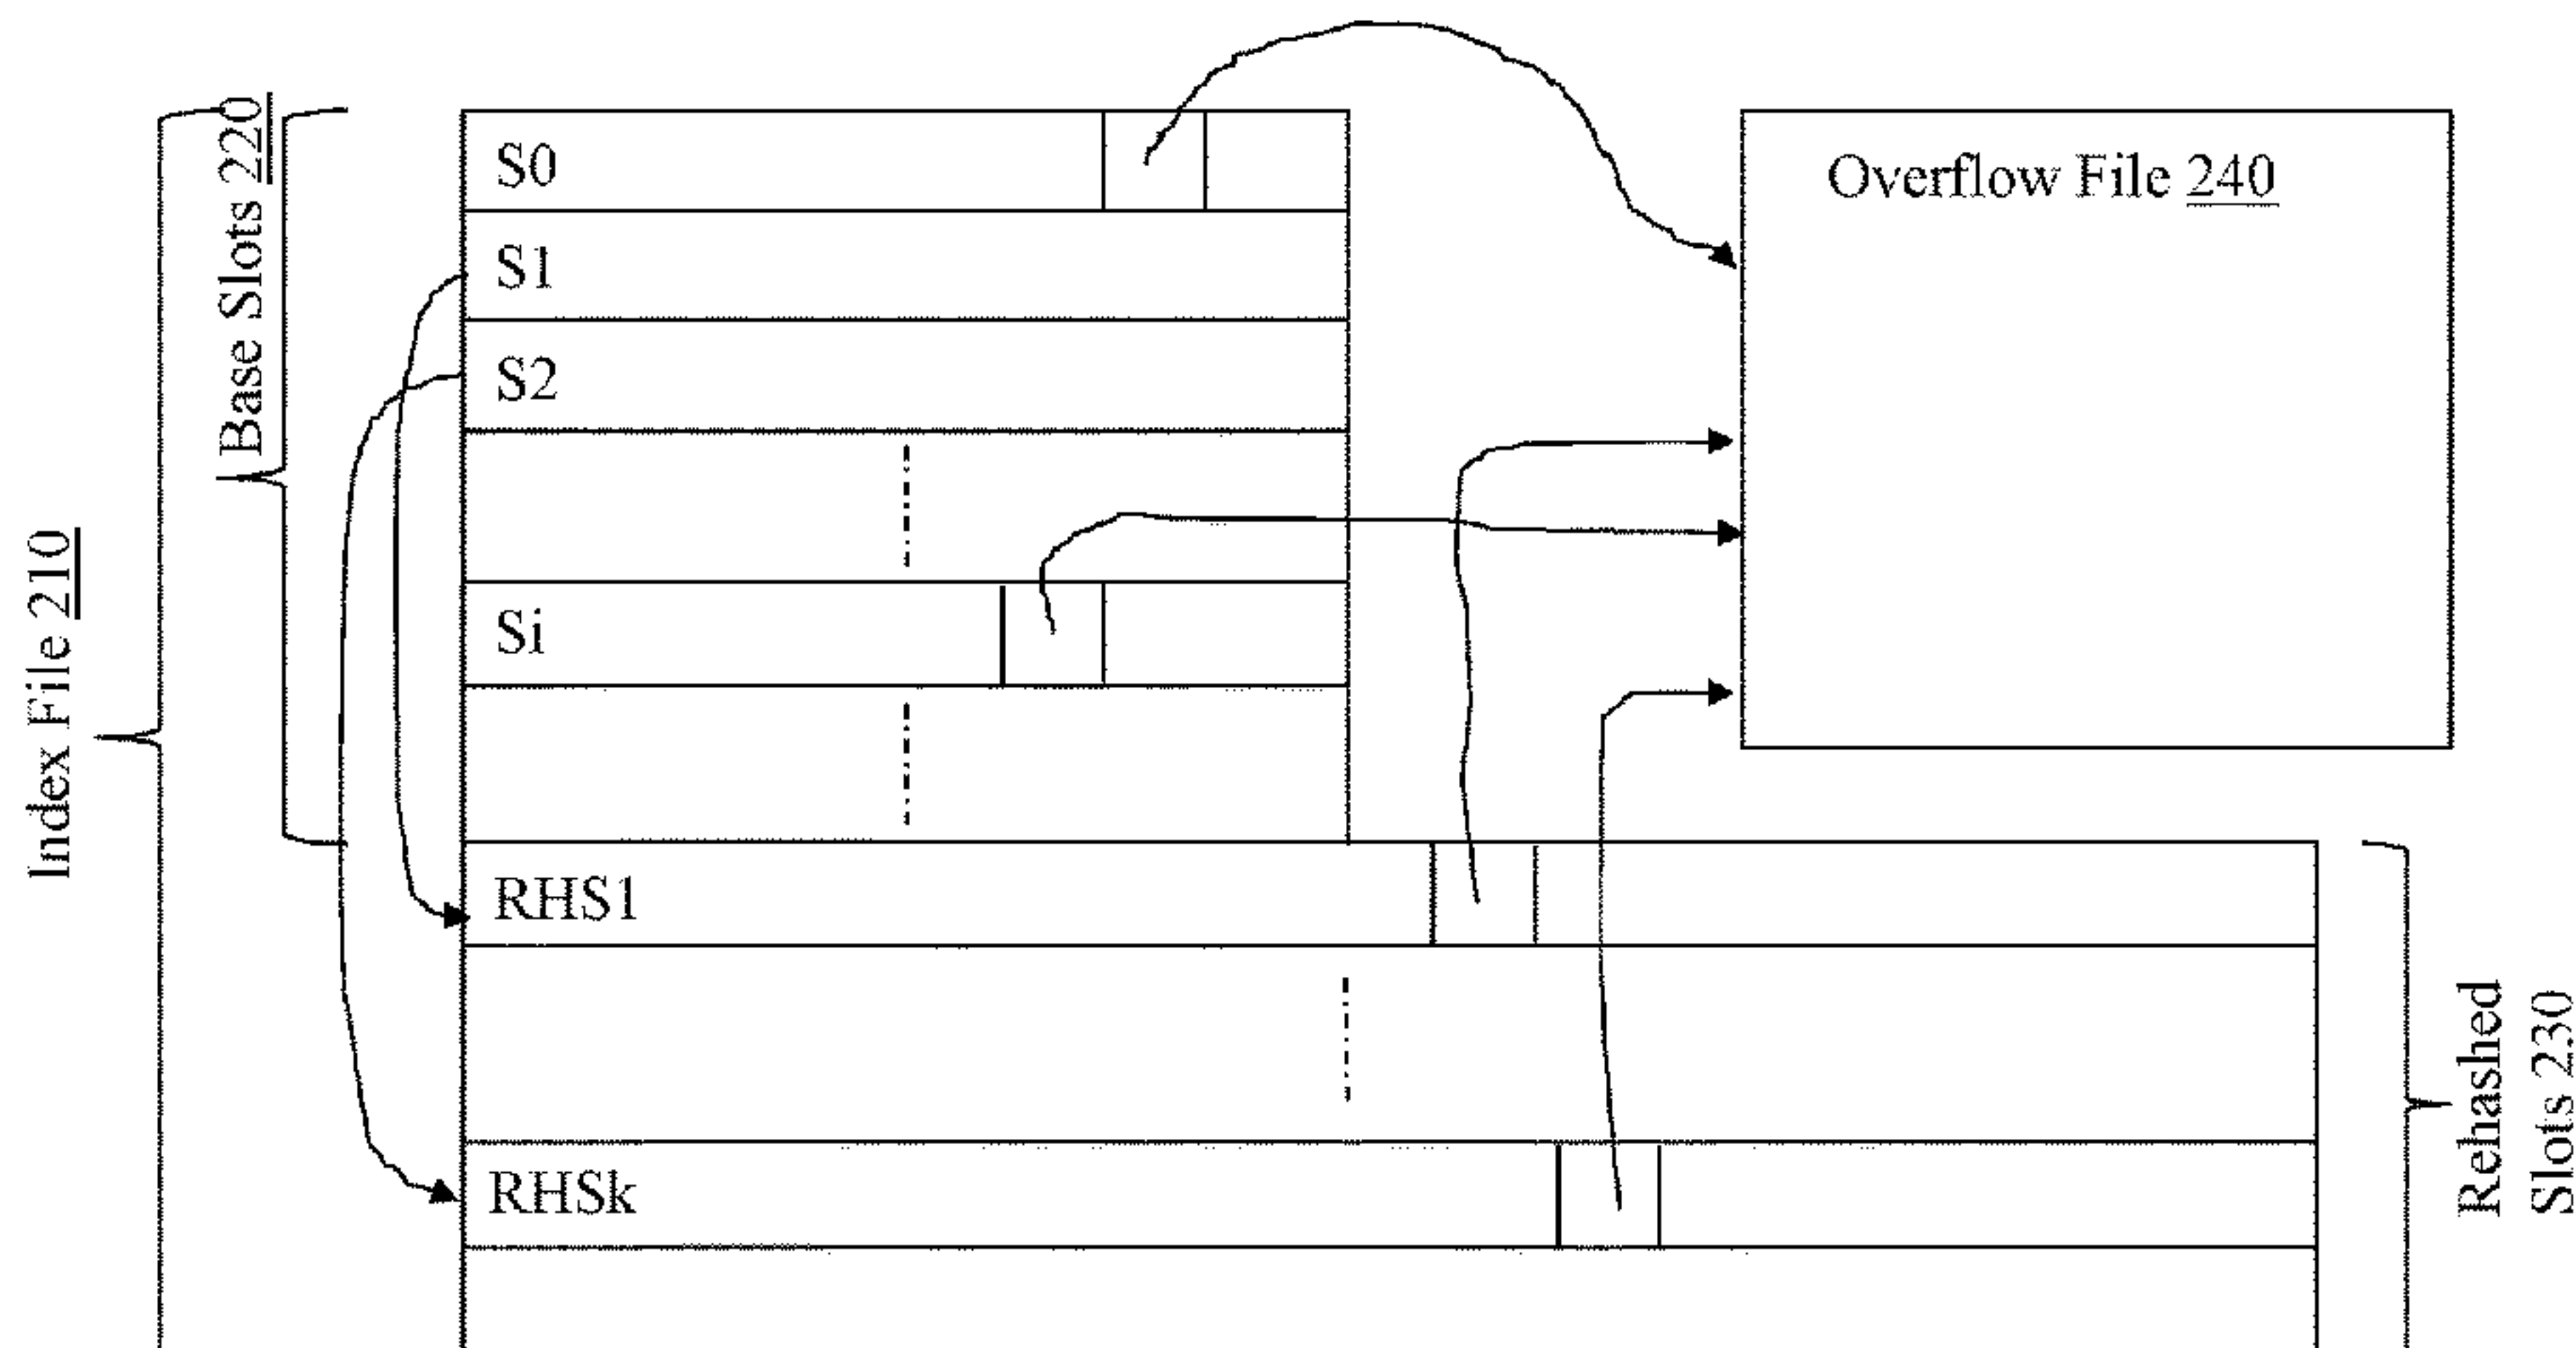 Index File 210
Base Slots 220
S0
S1
S2
Si
RHS1
RHSk
Overflow File 240
Rehashed
Slots 230